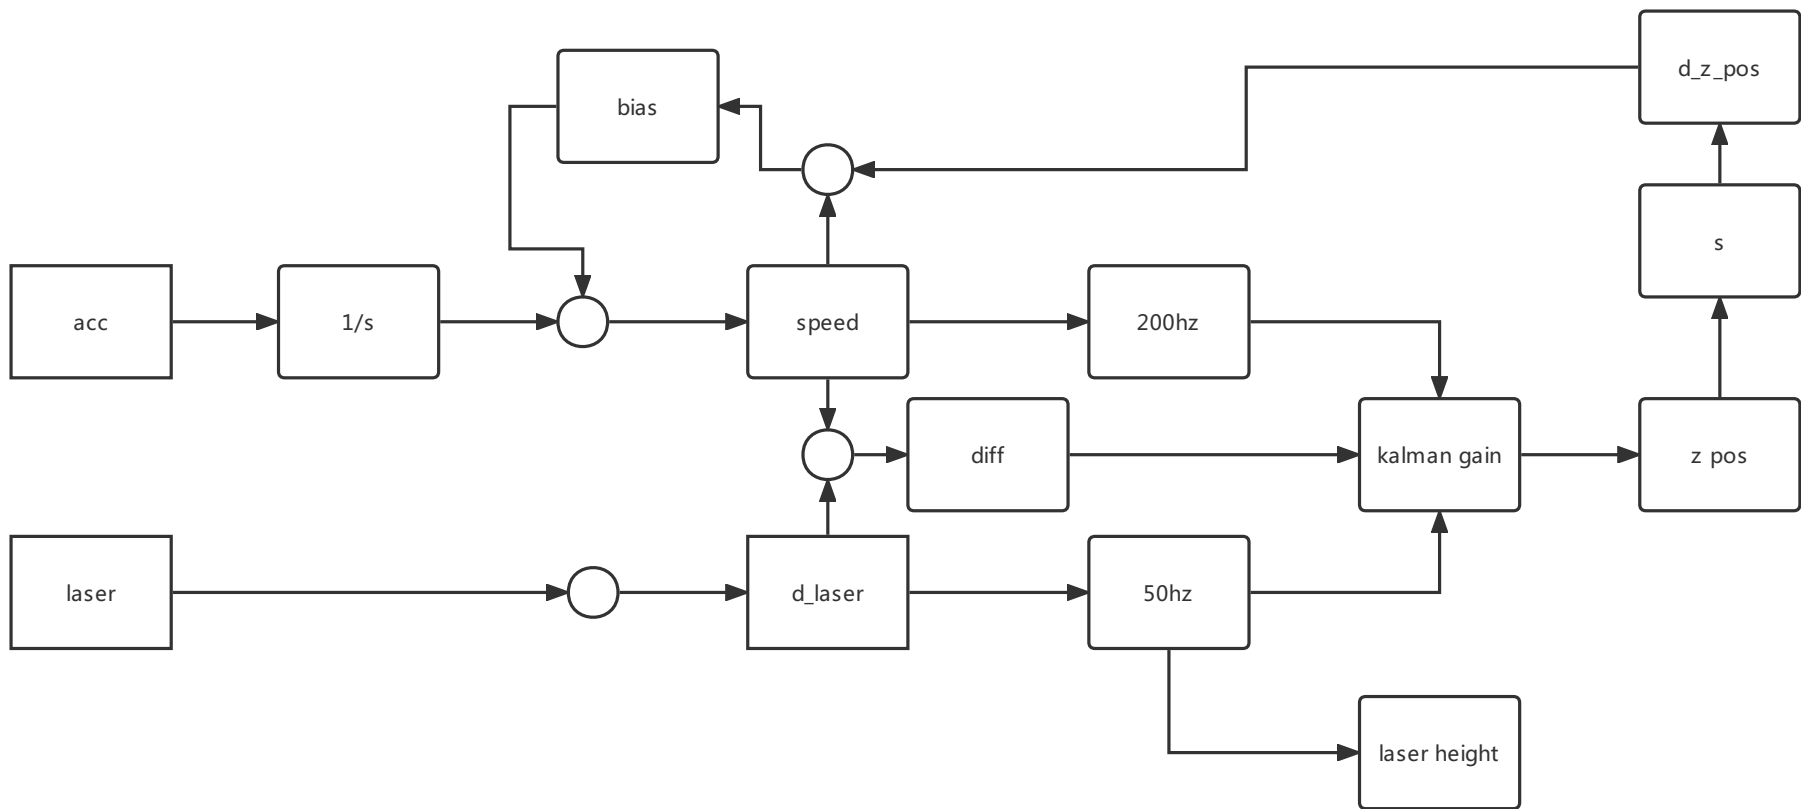 d_z_pos
bias
s
acc
1/s
speed
200hz
diff
kalman gain
z pos
laser
d_laser
50hz
laser height